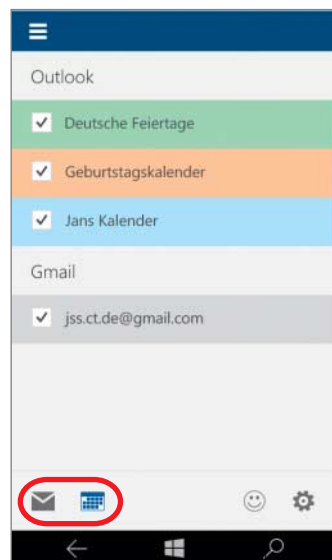 Outlook
Deutsche Feiertage
Geburtstagskalender
Jans Kalender
Gmail
jss.ct.de@gmail.com